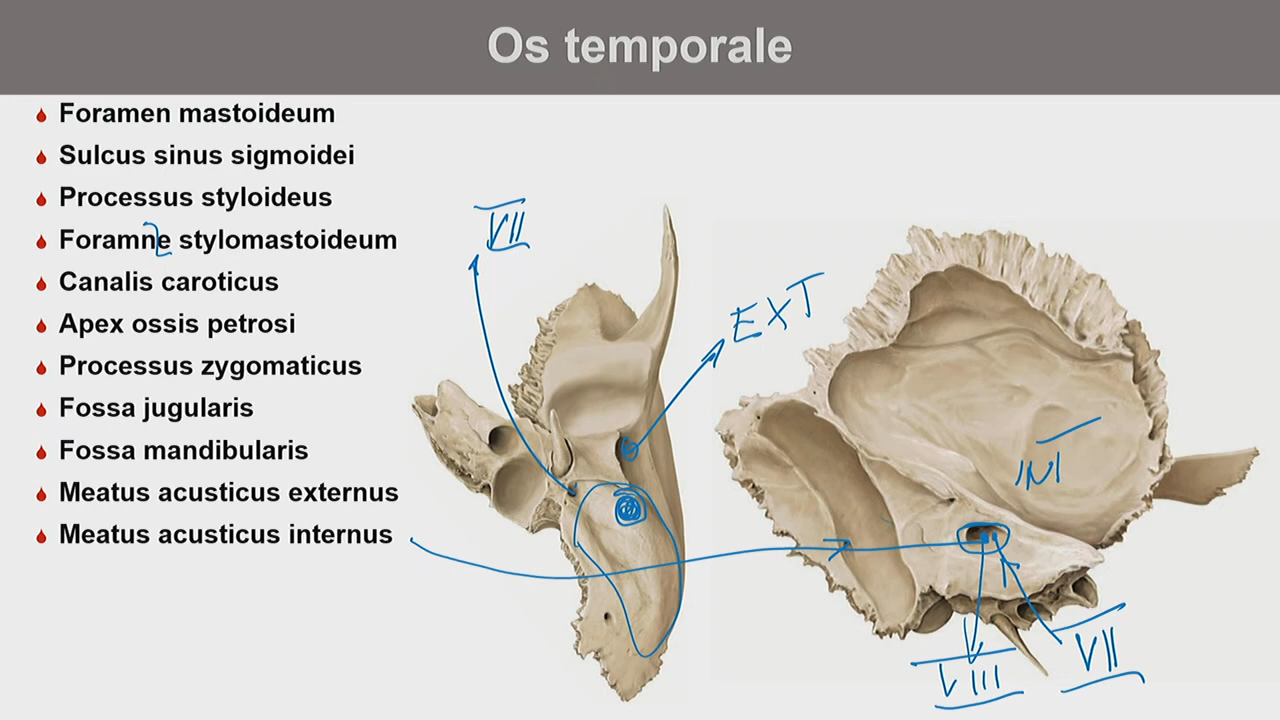 Os temporale
Foramen mastoideum
Sulcus sinus sigmoidei
Processus styloideus
Foramne stylomastoideum
Canalis caroticus
Apex ossis petrosi
Processus zygomaticus
Fossa jugularis
Fossa mandibularis
Meatus acusticus externus
Meatus acusticus internus
VII
EXT
INT
VIII
VII